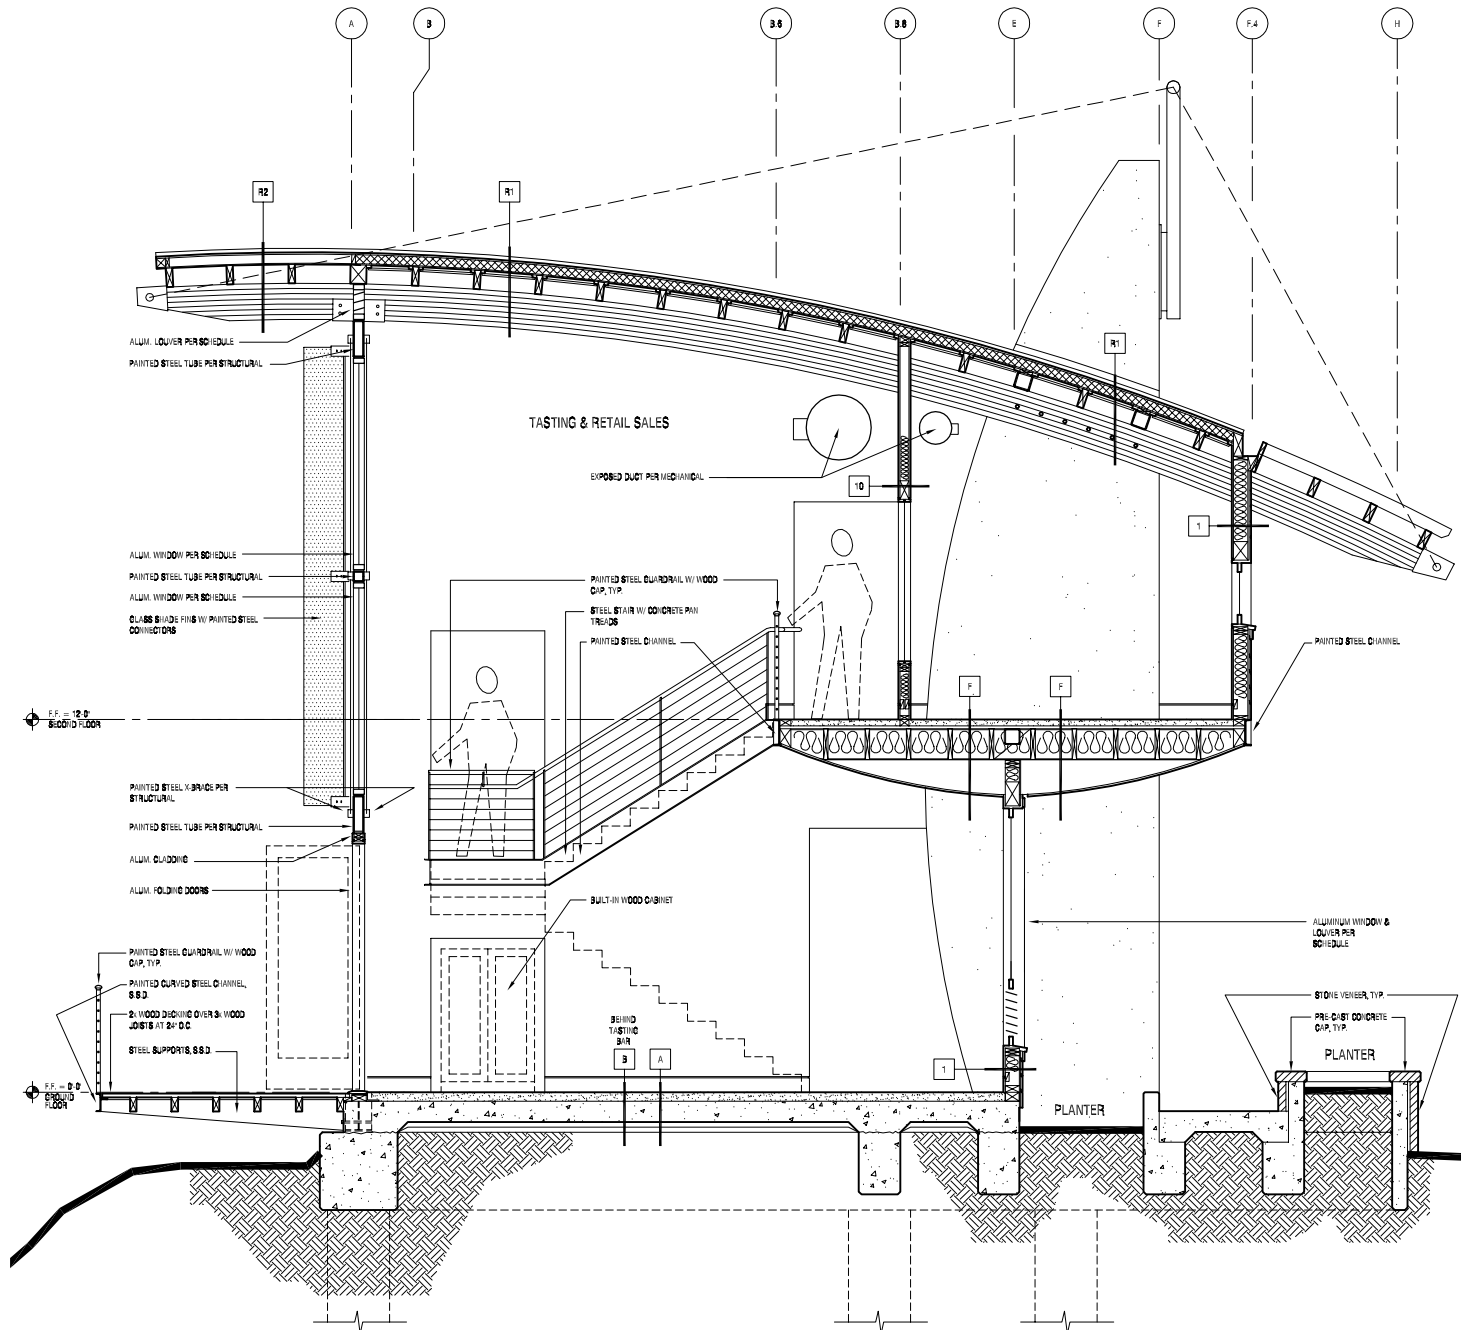 A
B
B.6
B.8
E
F
F.4
H
R2
R1
R1
ALUM. LOUVER PER SCHEDULE
PAINTED STEEL TUBE PER STRUCTURAL
TASTING & RETAIL SALES
EXPOSED DUCT PER MECHANICAL
10
1
ALUM. WINDOW PER SCHEDULE
PAINTED STEEL TUBE PER STRUCTURAL
ALUM. WINDOW PER SCHEDULE
GLASS SHADE FINS W/ PAINTED STEEL
CONNECTORS
PAINTED STEEL GUARDRAIL W/ WOOD
CAP, TYP.
STEEL STAIR W/ CONCRETE PAN
TREADS
PAINTED STEEL CHANNEL
PAINTED STEEL CHANNEL
F
F
F.F. = 12'-0"
SECOND FLOOR
PAINTED STEEL X-BRACE PER
STRUCTURAL
PAINTED STEEL TUBE PER STRUCTURAL
ALUM. CLADDING
ALUM. FOLDING DOORS
BUILT-IN WOOD CABINET
ALUMINUM WINDOW &
LOUVER PER
SCHEDULE
PAINTED STEEL GUARDRAIL W/ WOOD
CAP, TYP.
PAINTED CURVED STEEL CHANNEL,
S.S.D.
2x WOOD DECKING OVER 3x WOOD
JOISTS AT 24" O.C.
STEEL SUPPORTS, S.S.D.
BEHIND
TASTING
BAR
B
A
1
STONE VENEER, TYP.
PRE-CAST CONCRETE
CAP, TYP.
PLANTER
F.F. = 0'-0"
GROUND
FLOOR
PLANTER